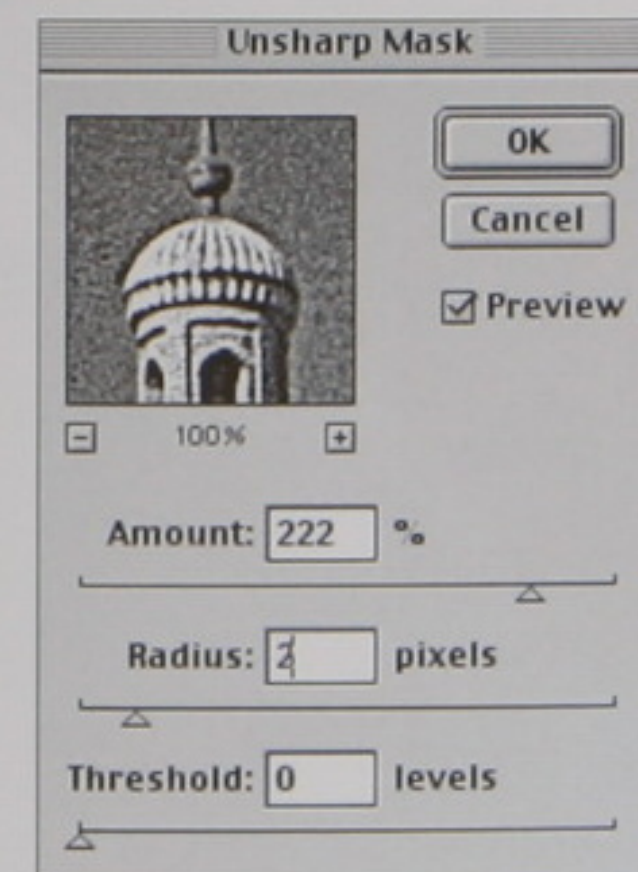 Unsharp Mask
OK
Cancel
Preview
100%
Amount: 222 %
Radius: 2 pixels
Threshold: 0 levels